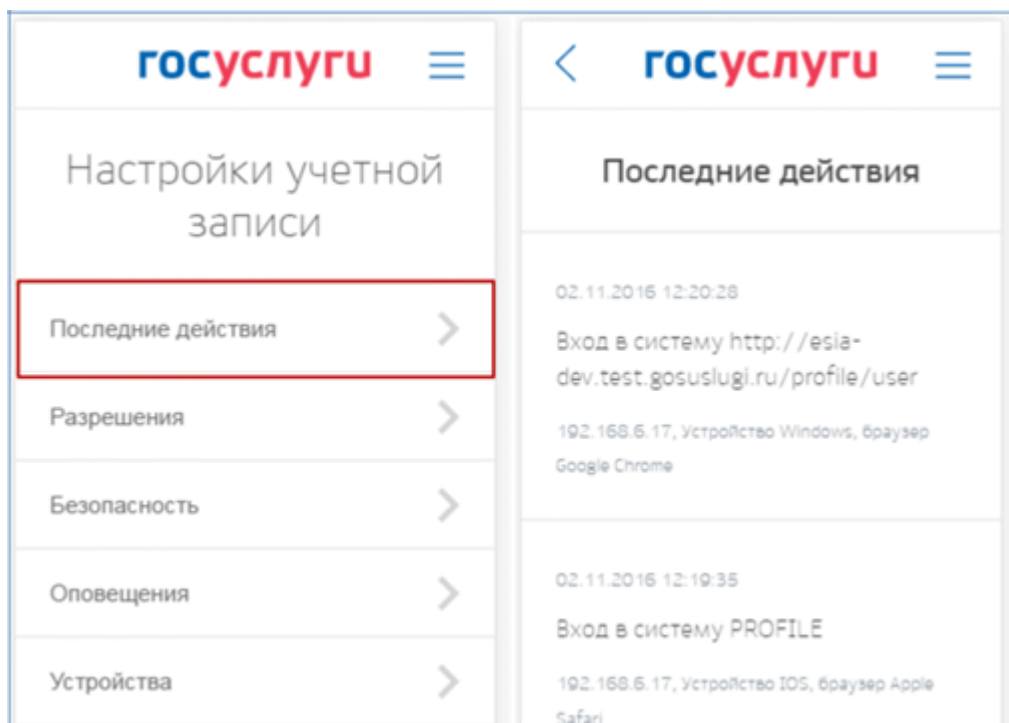 госуслуги
Настройки учетной
записи
Последние действия
Разрешения
Безопасность
Оповещения
Устройства
госуслуги
Последние действия
02.11.2016 12:20:28
Вход в систему http://esia-
dev.test.gosuslugi.ru/profile/user
192.168.6.17, Устройство Windows, браузер
Google Chrome
02.11.2016 12:19:35
Вход в систему PROFILE
192.168.6.17, Устройство IOS, браузер Apple
Safari